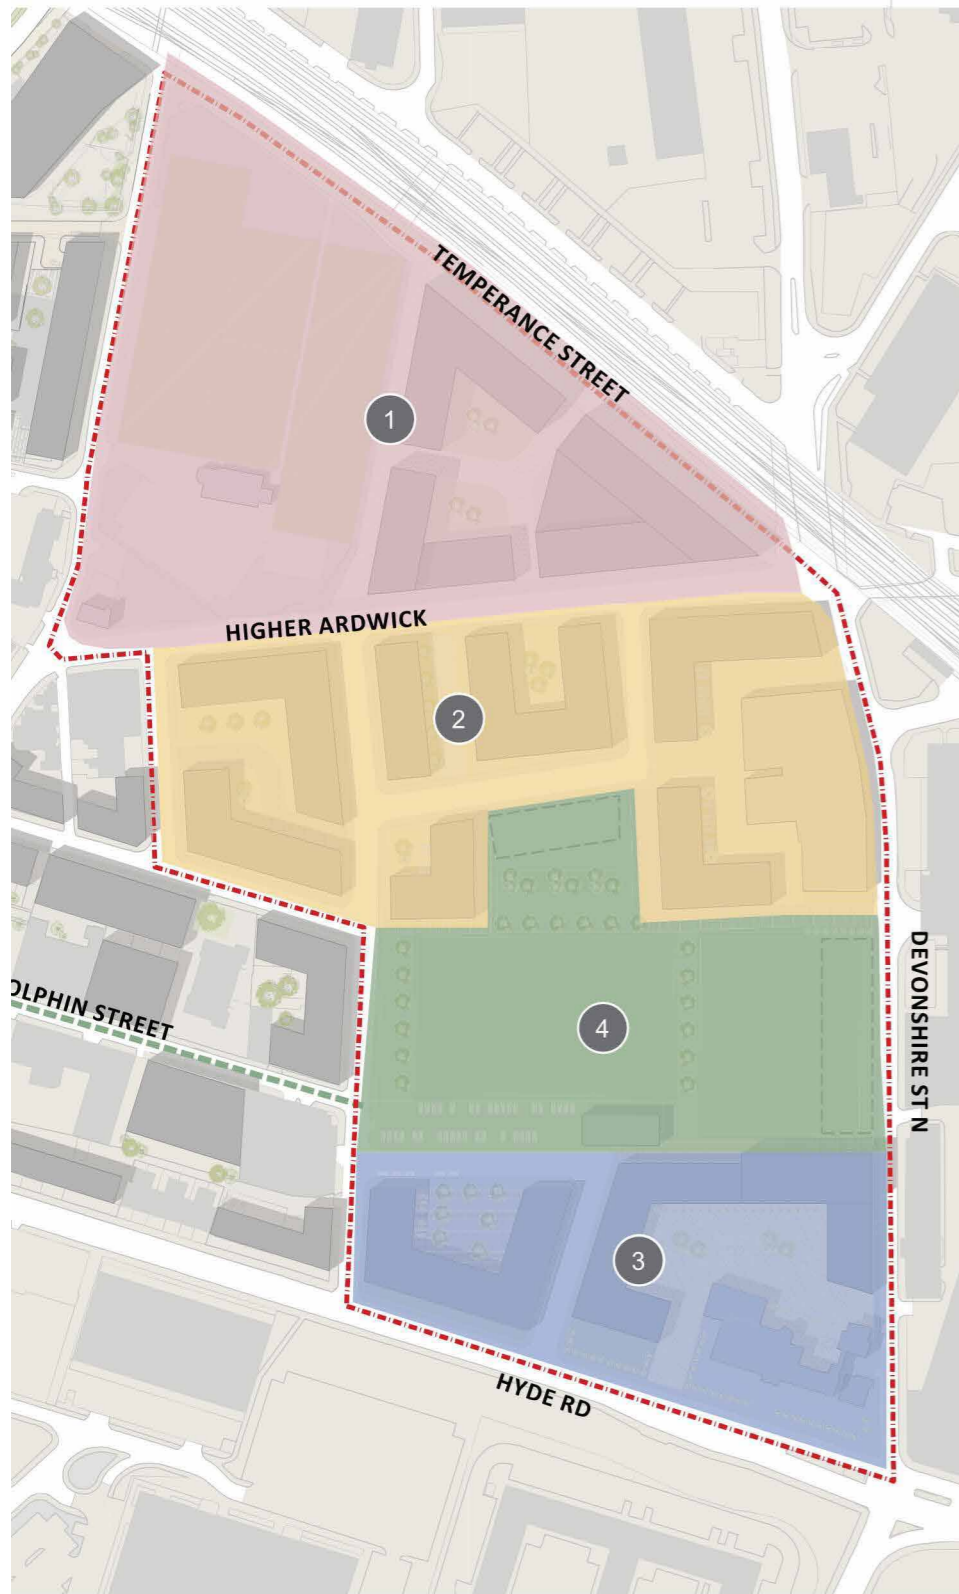 TEMPERANCE STREET
1
HIGHER ARDWICK
2
DEVONSHIRE ST N
OLPHIN STREET
4
3
HYDE RD